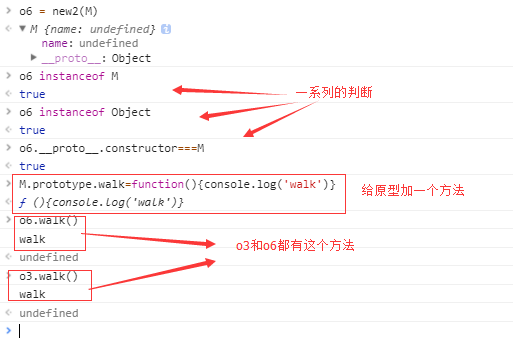 o6 = new2(M)
M {name: undefined} i
name: undefined
__proto__: Object
o6 instanceof M
true
一系列的判断
o6 instanceof Object
true
o6.__proto__.constructor===M
true
M.prototype.walk=function(){console.log('walk')}
给原型加一个方法
ƒ (){console.log('walk')}
o6.walk()
walk
o3和o6都有这个方法
undefined
o3.walk()
walk
undefined